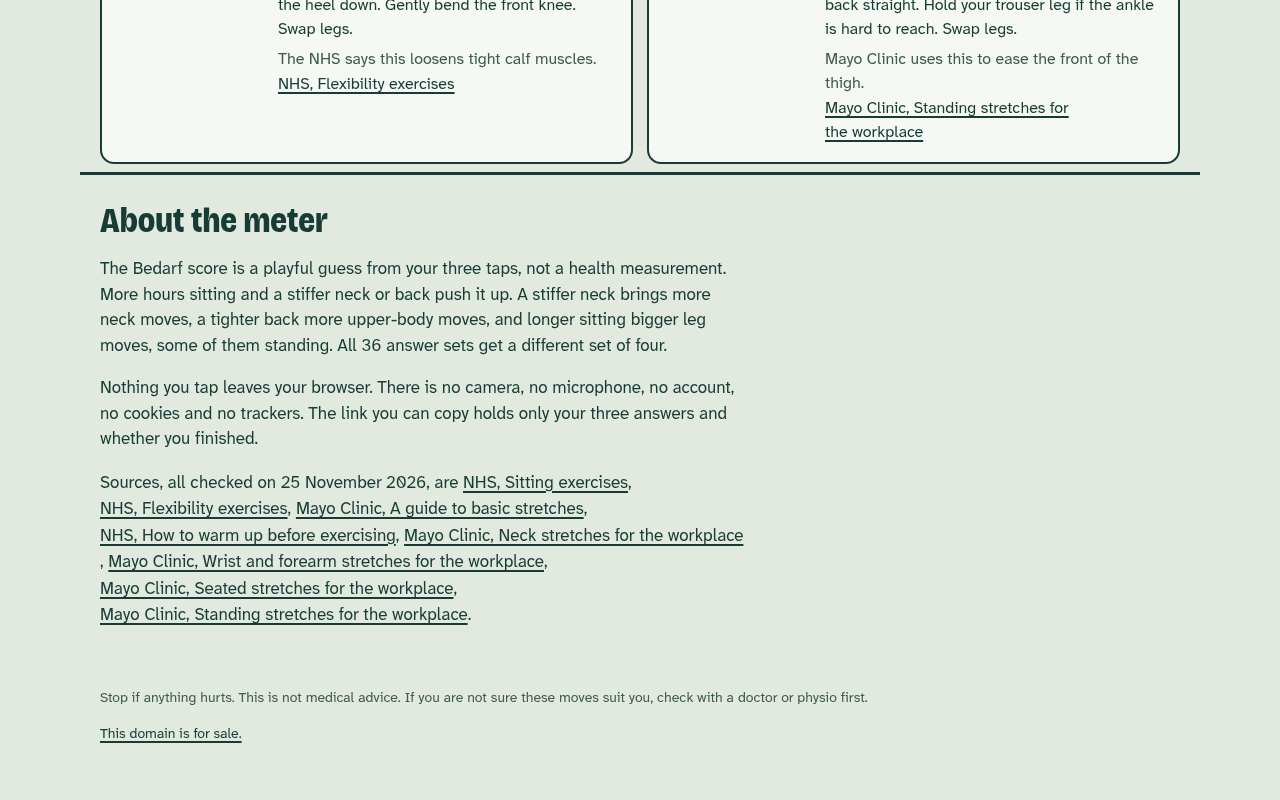 the heel down. Gently bend the front knee.
Swap legs.
The NHS says this loosens tight calf muscles.
NHS, Flexibility exercises
back straight. Hold your trouser leg if the ankle
is hard to reach. Swap legs.
Mayo Clinic uses this to ease the front of the
thigh.
Mayo Clinic, Standing stretches for
the workplace
About the meter
The Bedarf score is a playful guess from your three taps, not a health measurement.
More hours sitting and a stiffer neck or back push it up. A stiffer neck brings more
neck moves, a tighter back more upper-body moves, and longer sitting bigger leg
moves, some of them standing. All 36 answer sets get a different set of four.
Nothing you tap leaves your browser. There is no camera, no microphone, no account,
no cookies and no trackers. The link you can copy holds only your three answers and
whether you finished.
Sources, all checked on 25 November 2026, are NHS, Sitting exercises,
NHS, Flexibility exercises, Mayo Clinic, A guide to basic stretches,
NHS, How to warm up before exercising, Mayo Clinic, Neck stretches for the workplace
, Mayo Clinic, Wrist and forearm stretches for the workplace,
Mayo Clinic, Seated stretches for the workplace,
Mayo Clinic, Standing stretches for the workplace.
Stop if anything hurts. This is not medical advice. If you are not sure these moves suit you, check with a doctor or physio first.
This domain is for sale.